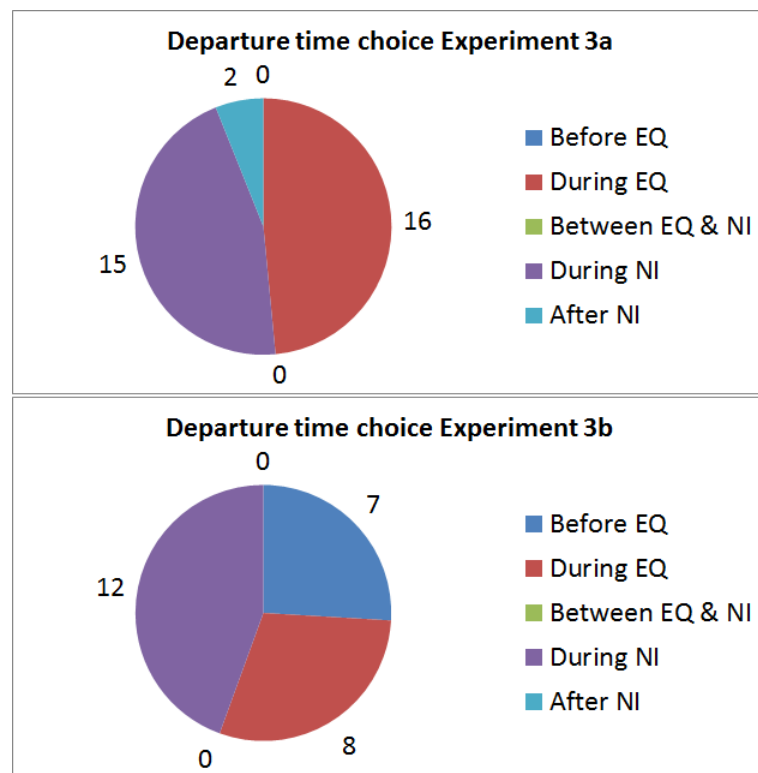 Departure time choice Experiment 3a
2 0
16
15
0
Before EQ
During EQ
Between EQ & NI
During NI
After NI
Departure time choice Experiment 3b
0
7
12
0
8
Before EQ
During EQ
Between EQ & NI
During NI
After NI